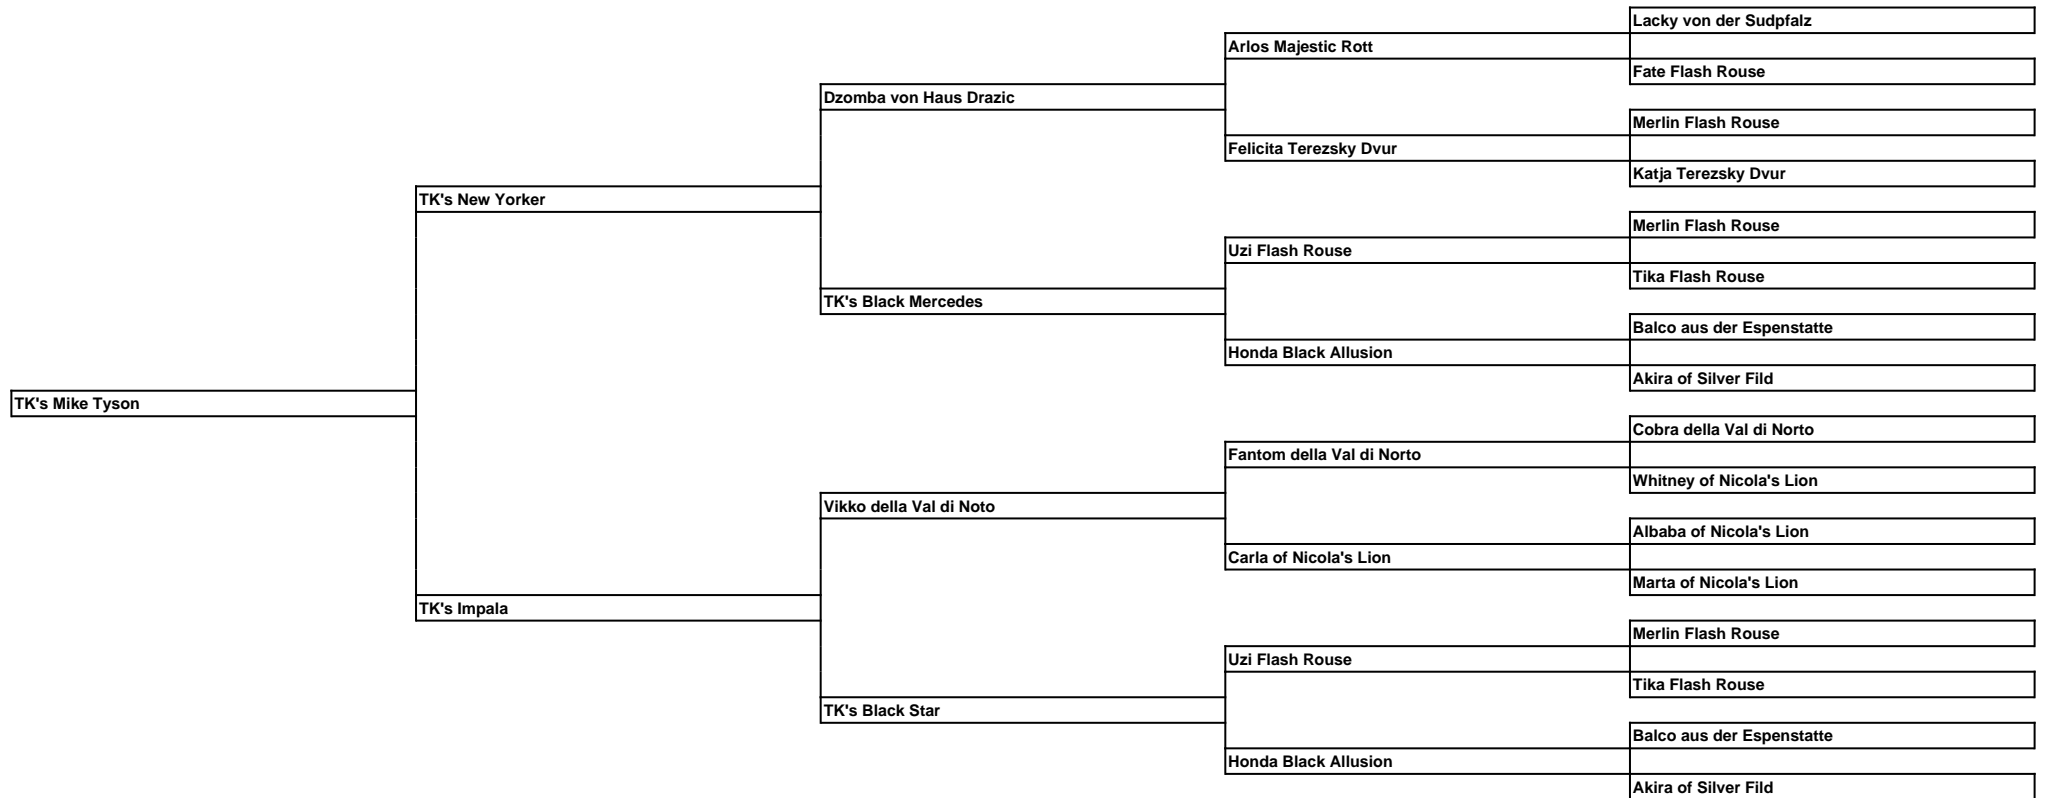 Lacky von der Sudpfalz
Arlos Majestic Rott
Fate Flash Rouse
Dzomba von Haus Drazic
Merlin Flash Rouse
Felicita Terezsky Dvur
Katja Terezsky Dvur
TK's New Yorker
Merlin Flash Rouse
Uzi Flash Rouse
Tika Flash Rouse
TK's Black Mercedes
Balco aus der Espenstatte
Honda Black Allusion
Akira of Silver Fild
TK's Mike Tyson
Cobra della Val di Norto
Fantom della Val di Norto
Whitney of Nicola's Lion
Vikko della Val di Noto
Albaba of Nicola's Lion
Carla of Nicola's Lion
Marta of Nicola's Lion
TK's Impala
Merlin Flash Rouse
Uzi Flash Rouse
Tika Flash Rouse
TK's Black Star
Balco aus der Espenstatte
Honda Black Allusion
Akira of Silver Fild